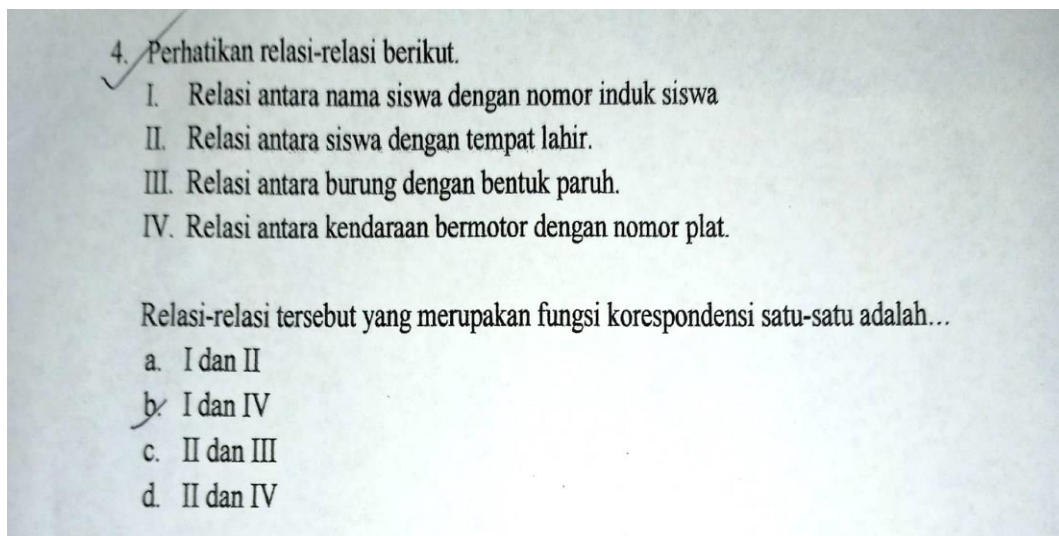 4. Perhatikan relasi-relasi berikut.
I. Relasi antara nama siswa dengan nomor induk siswa
II. Relasi antara siswa dengan tempat lahir.
III. Relasi antara burung dengan bentuk paruh.
IV. Relasi antara kendaraan bermotor dengan nomor plat.
Relasi-relasi tersebut yang merupakan fungsi korespondensi satu-satu adalah...
a. I dan II
b. I dan IV
c. II dan III
d. II dan IV